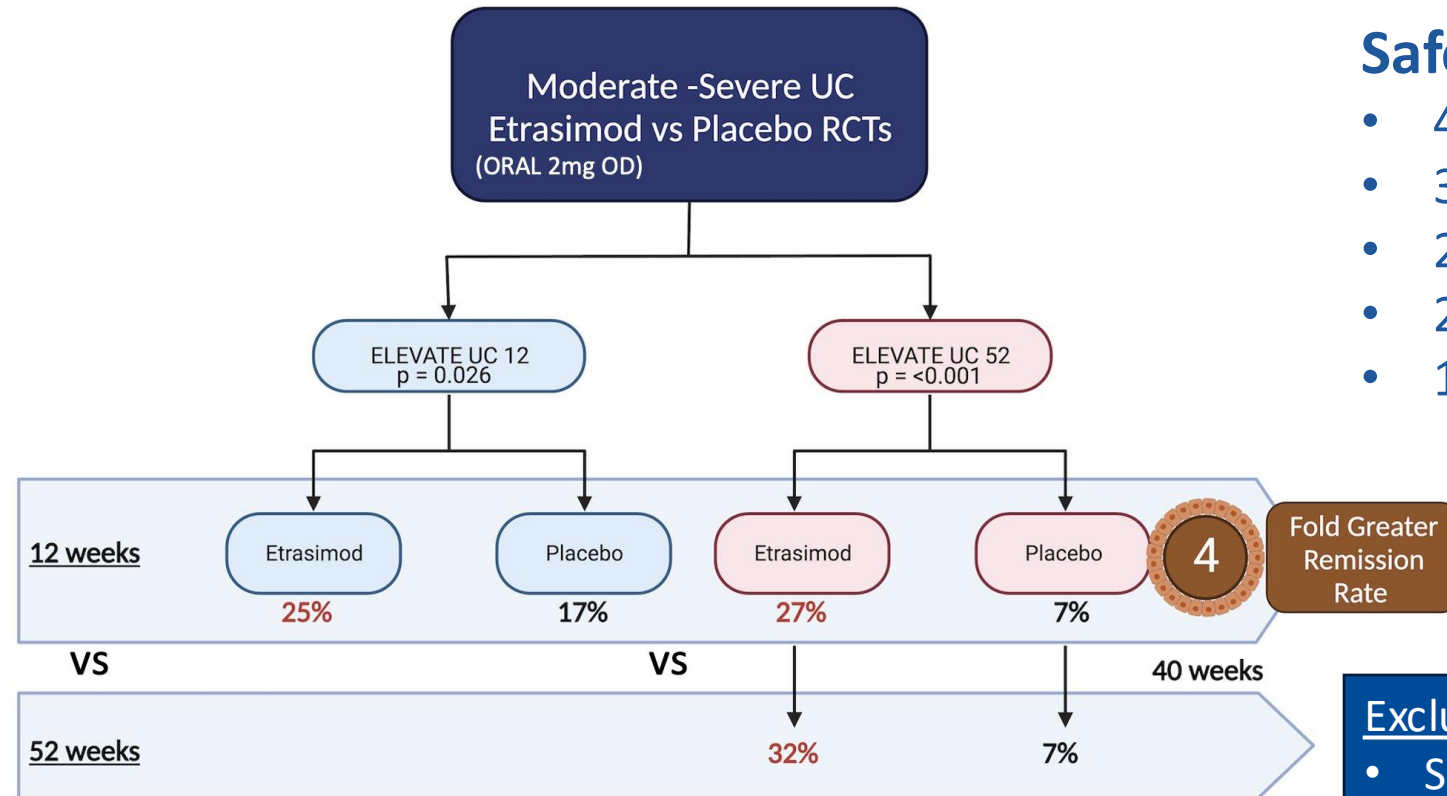 Moderate -Severe UC
Etrasimod vs Placebo RCTs
(ORAL 2mg OD)
ELEVATE UC 12
p = 0.026
ELEVATE UC 52
p = <0.001
12 weeks
Etrasimod
Placebo
Etrasimod
Placebo
4
Fold Greater
Remission
Rate
25%
17%
27%
7%
VS
VS
40 weeks
52 weeks
32%
7%
•
•
•
•
•
•